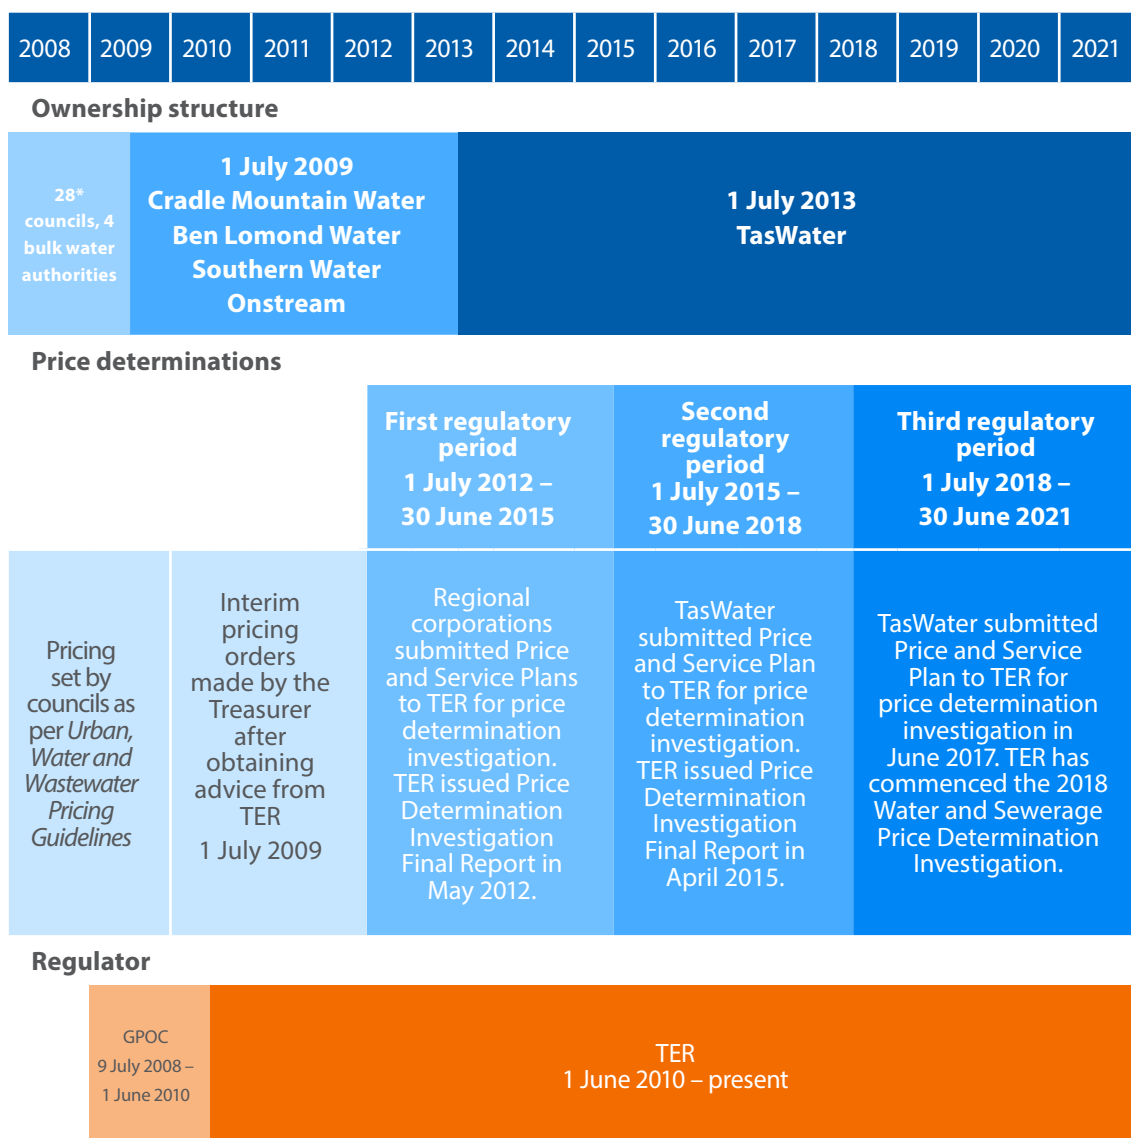 2008 2009 2010 2011 2012 2013 2014 2015 2016 2017 2018 2019 2020 2021
Ownership structure
28*
councils, 4
bulk water
authorities
1 July 2009
Cradle Mountain Water
Ben Lomond Water
Southern Water
Onstream
1 July 2013
TasWater
Price determinations
First regulatory
period
1 July 2012 –
30 June 2015
Second
regulatory
period
1 July 2015 –
30 June 2018
Third regulatory
period
1 July 2018 –
30 June 2021
Pricing
set by
councils as
per Urban,
Water and
Wastewater
Pricing
Guidelines
Interim
pricing
orders
made by the
Treasurer
after
obtaining
advice from
TER
1 July 2009
Regional
corporations
submitted Price
and Service Plans
to TER for price
determination
investigation.
TER issued Price
Determination
Investigation
Final Report in
May 2012.
TasWater
submitted Price
and Service Plan
to TER for price
determination
investigation.
TER issued Price
Determination
Investigation
Final Report in
April 2015.
TasWater submitted
Price and Service
Plan to TER for
price determination
investigation in
June 2017. TER has
commenced the 2018
Water and Sewerage
Price Determination
Investigation.
Regulator
GPOC
9 July 2008 –
1 June 2010
TER
1 June 2010 – present